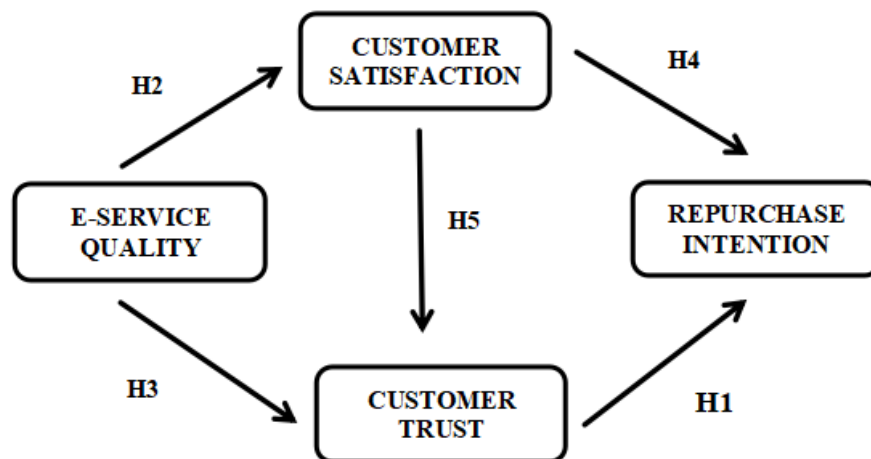 CUSTOMER
SATISFACTION
H2
H4
E-SERVICE
QUALITY
H5
REPURCHASE
INTENTION
H3
CUSTOMER
TRUST
H1